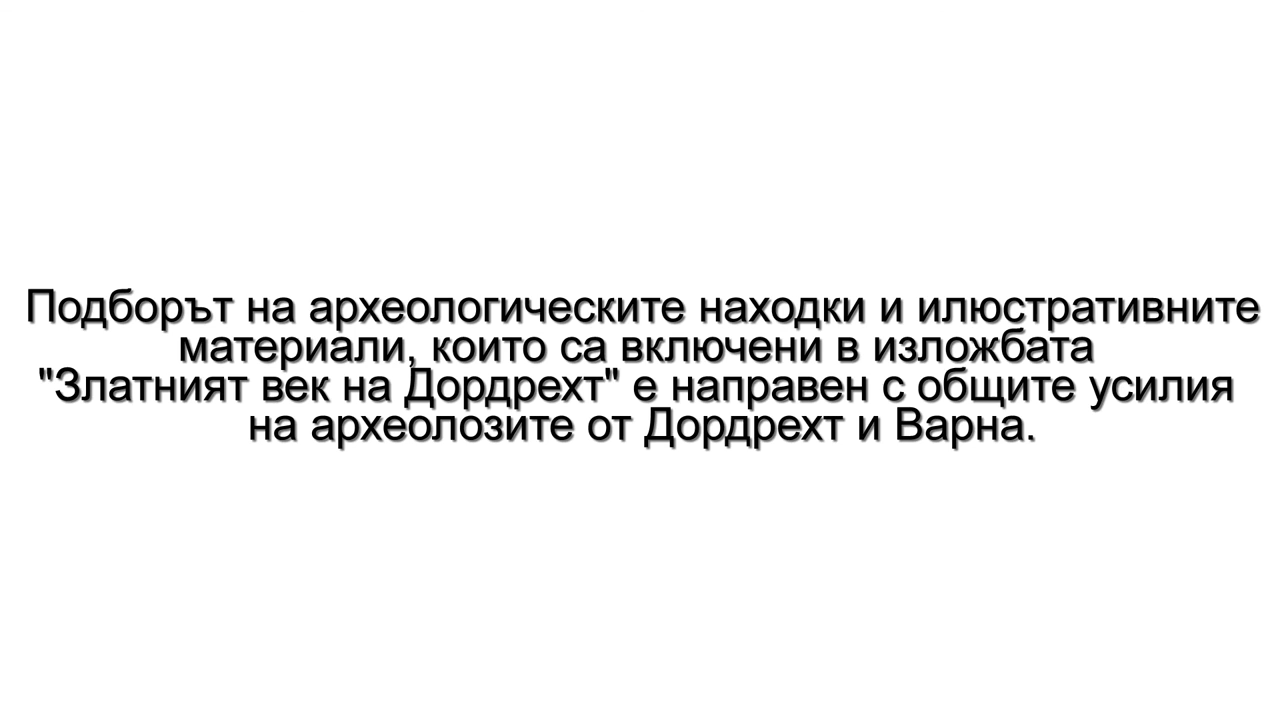 Подборът на археологическите находки и илюстративните
материали, които са включени в изложбата
"Златният век на Дордрехт" е направен с общите усилия
на археолозите от Дордрехт и Варна.